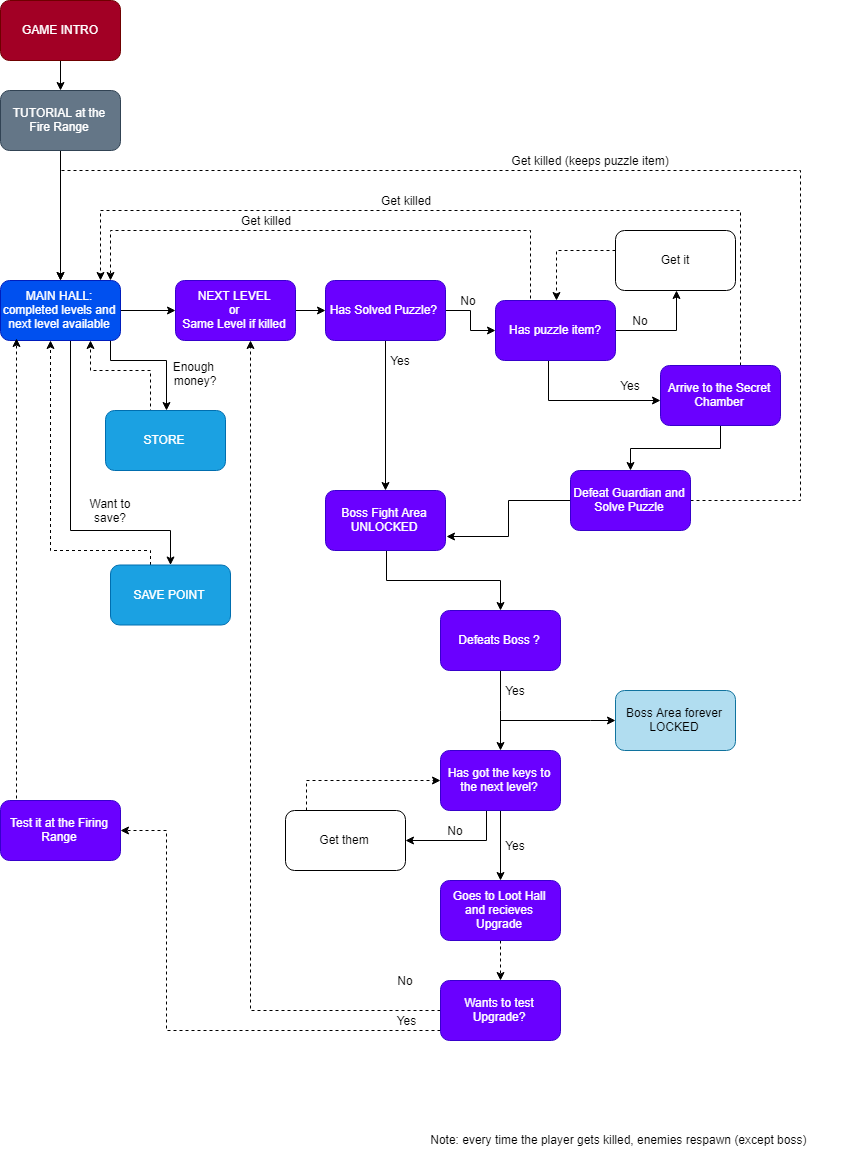 GAME INTRO
TUTORIAL at the
Fire Range
Get killed (keeps puzzle item)
Get killed
Get killed
Get it
MAIN HALL:
completed levels and
next level available
NEXT LEVEL
or
Same Level if killed
Has Solved Puzzle?
No
Has puzzle item?
No
Yes
Enough
money?
Yes
Arrive to the Secret
Chamber
STORE
Want to
save?
Boss Fight Area
UNLOCKED
Defeat Guardian and
Solve Puzzle
SAVE POINT
Defeats Boss ?
Yes
Boss Area forever
LOCKED
Has got the keys to
the next level?
Test it at the Firing
Range
Get them
No
Yes
Goes to Loot Hall
and recieves
Upgrade
No
Wants to test
Upgrade?
Yes
Note: every time the player gets killed, enemies respawn (except boss)